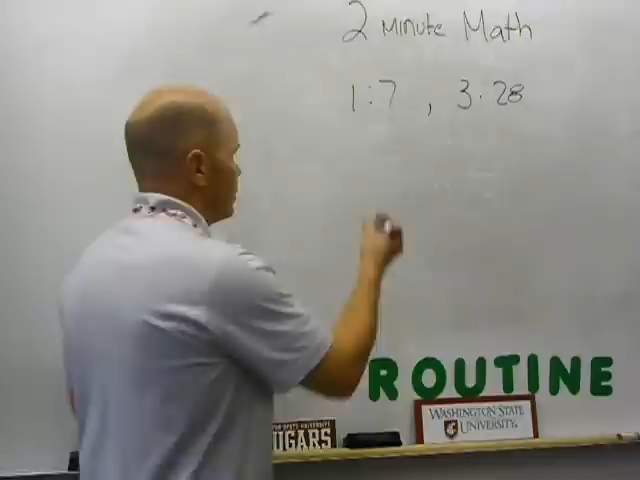 2 minute Math
1:7 , 3.28
ROUTINE
WASHINGTON STATE
UNIVERSITY.
UGARS